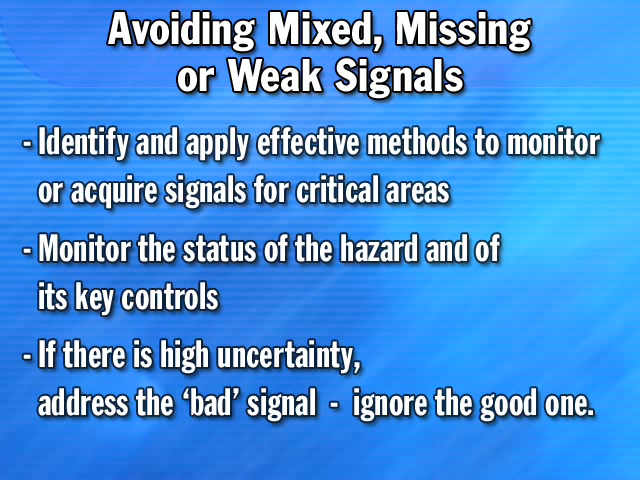 Avoiding Mixed, Missing
or Weak Signals
- Identify and apply effective methods to monitor
or acquire signals for critical areas
- Monitor the status of the hazard and of
its key controls
- If there is high uncertainty,
address the ‘bad’ signal - ignore the good one.